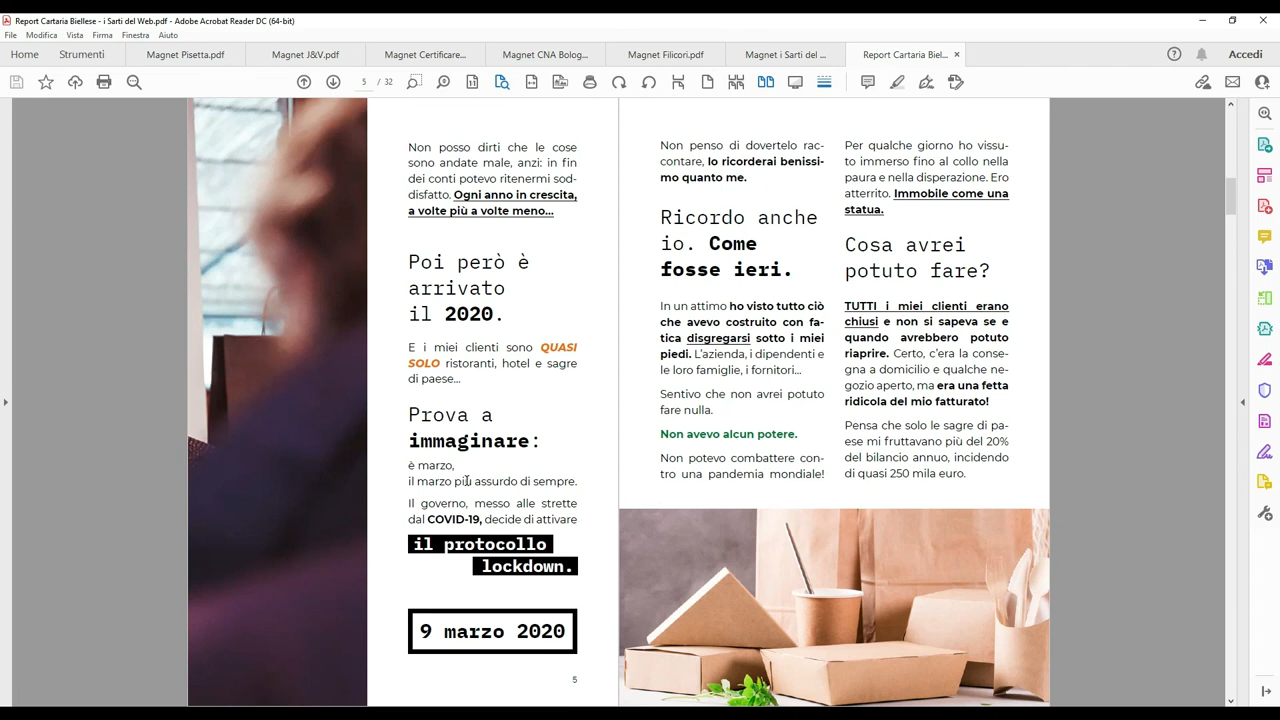 Report Cartaria Biellese - i Sarti del Web.pdf - Adobe Acrobat Reader DC (64-bit)
File Modifica Vista Firma Finestra Aiuto
Home Strumenti Magnet Pisetta.pdf Magnet J&V.pdf Magnet Certificare... Magnet CNA Bolog... Magnet Filicori.pdf Magnet i Sarti del ... Report Cartaria Biel... × Accedi
5 / 32
Non posso dirti che le cose
sono andate male, anzi: in fin
dei conti potevo ritenermi sod-
disfatto. Ogni anno in crescita,
a volte più a volte meno...
Poi però è
arrivato
il 2020.
E i miei clienti sono QUASI
SOLO ristoranti, hotel e sagre
di paese...
Prova a
immaginare:
è marzo,
il marzo più assurdo di sempre.
Il governo, messo alle strette
dal COVID-19, decide di attivare
il protocollo
lockdown.
9 marzo 2020
5
Non penso di dovertelo rac-
contare, lo ricorderai benissi-
mo quanto me.
Ricordo anche
io. Come
fosse ieri.
In un attimo ho visto tutto ciò
che avevo costruito con fa-
tica disgregarsi sotto i miei
piedi. L'azienda, i dipendenti e
le loro famiglie, i fornitori...
Sentivo che non avrei potuto
fare nulla.
Non avevo alcun potere.
Non potevo combattere con-
tro una pandemia mondiale!
Per qualche giorno ho vissu-
to immerso fino al collo nella
paura e nella disperazione. Ero
atterrito. Immobile come una
statua.
Cosa avrei
potuto fare?
TUTTI i miei clienti erano
chiusi e non si sapeva se e
quando avrebbero potuto
riaprire. Certo, c'era la conse-
gna a domicilio e qualche ne-
gozio aperto, ma era una fetta
ridicola del mio fatturato!
Pensa che solo le sagre di pa-
ese mi fruttavano più del 20%
del bilancio annuo, incidendo
di quasi 250 mila euro.